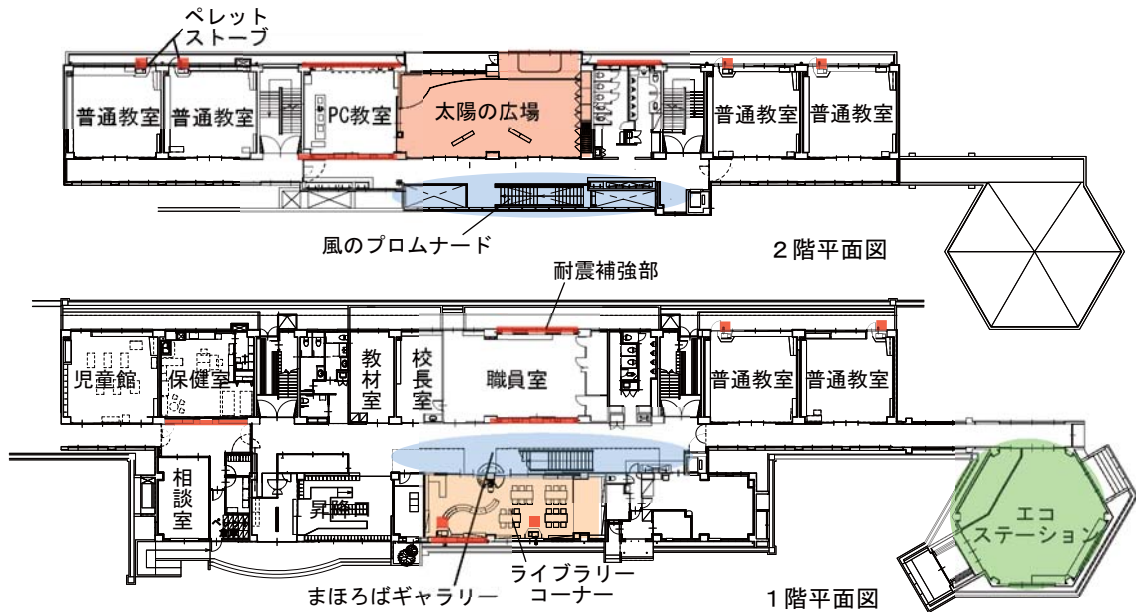 ペレット
ストーブ
普通教室
普通教室
PC教室
太陽の広場
普通教室
普通教室
風のプロムナード
２階平面図
耐震補強部
児童館
保健室
教材室
校長室
職員室
普通教室
普通教室
相談室
昇降
エコ
ステーション
ライブラリー
コーナー
まほろばギャラリー
１階平面図